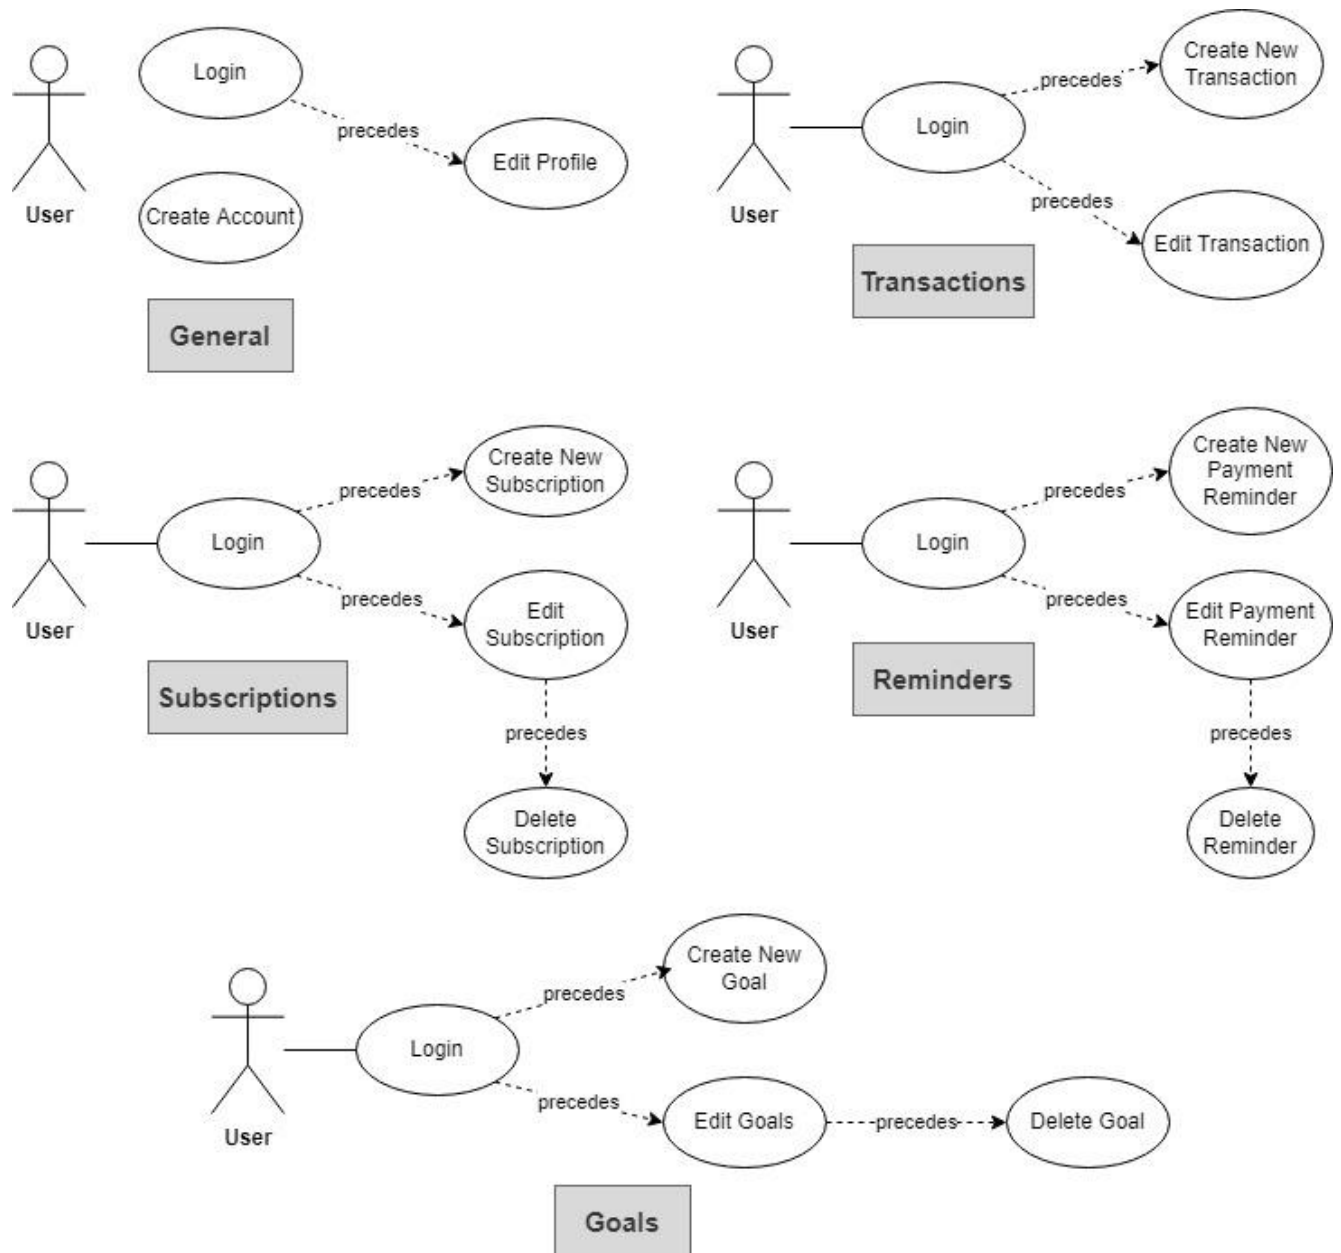 Login
precedes
Edit Profile
User
Create Account
General
Create New
Transaction
precedes
Login
precedes
User
Edit Transaction
Transactions
Create New
Subscription
precedes
Login
precedes
Edit
Subscription
User
Subscriptions
precedes
Delete
Subscription
Create New
Payment
Reminder
precedes
Login
precedes
Edit Payment
Reminder
User
Reminders
precedes
Delete
Reminder
Create New
Goal
precedes
Login
precedes
Edit Goals
precedes
Delete Goal
User
Goals